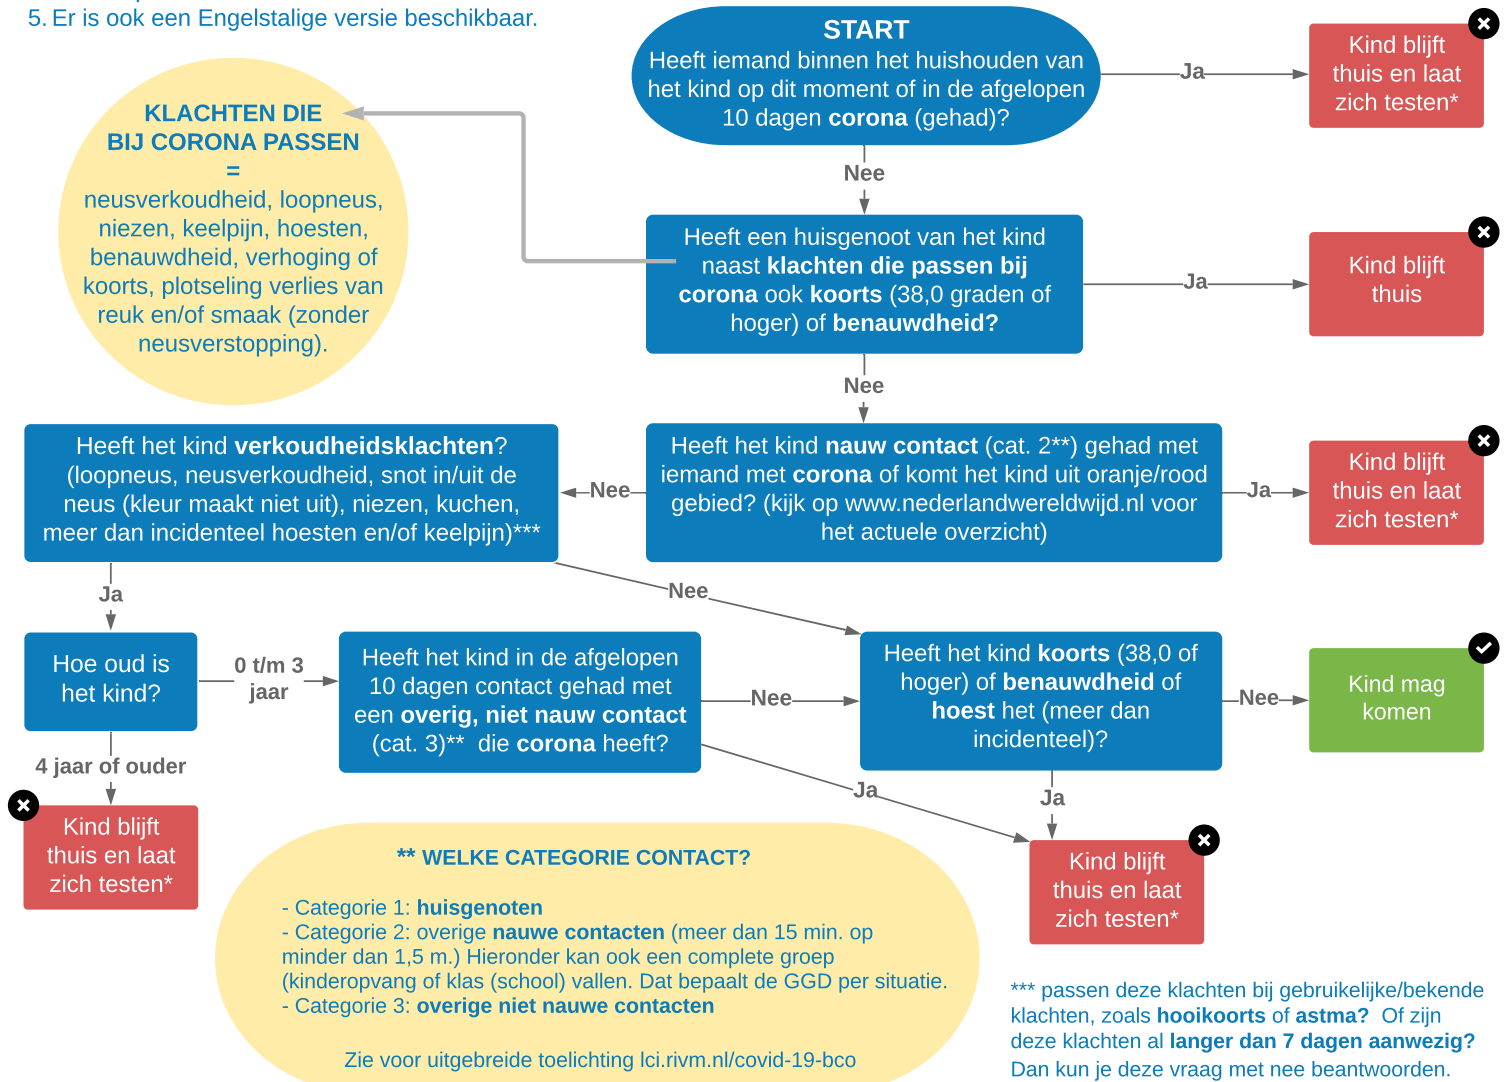 5. Er is ook een Engelstalige versie beschikbaar.
START
Heeft iemand binnen het huishouden van
het kind op dit moment of in de afgelopen
10 dagen corona (gehad)?
Ja
Kind blijft
thuis en laat
zich testen*
KLACHTEN DIE
BIJ CORONA PASSEN
=
neusverkoudheid, loopneus,
niezen, keelpijn, hoesten,
benauwdheid, verhoging of
koorts, plotseling verlies van
reuk en/of smaak (zonder
neusverstopping).
Nee
Heeft een huisgenoot van het kind
naast klachten die passen bij
corona ook koorts (38,0 graden of
hoger) of benauwdheid?
Ja
Kind blijft
thuis
Nee
Heeft het kind nauw contact (cat. 2**) gehad met
iemand met corona of komt het kind uit oranje/rood
gebied? (kijk op www.nederlandwereldwijd.nl voor
het actuele overzicht)
Ja
Kind blijft
thuis en laat
zich testen*
Nee
Heeft het kind verkoudheidsklachten?
(loopneus, neusverkoudheid, snot in/uit de
neus (kleur maakt niet uit), niezen, kuchen,
meer dan incidenteel hoesten en/of keelpijn)***
Ja
Nee
Hoe oud is
het kind?
0 t/m 3
jaar
Heeft het kind in de afgelopen
10 dagen contact gehad met
een overig, niet nauw contact
(cat. 3)** die corona heeft?
Nee
Heeft het kind koorts (38,0 of
hoger) of benauwdheid of
hoest het (meer dan
incidenteel)?
Nee
Kind mag
komen
4 jaar of ouder
Kind blijft
thuis en laat
zich testen*
Ja
Ja
Kind blijft
thuis en laat
zich testen*
** WELKE CATEGORIE CONTACT?
- Categorie 1: huisgenoten
- Categorie 2: overige nauwe contacten (meer dan 15 min. op
minder dan 1,5 m.) Hieronder kan ook een complete groep
(kinderopvang of klas (school) vallen. Dat bepaalt de GGD per situatie.
- Categorie 3: overige niet nauwe contacten
Zie voor uitgebreide toelichting lci.rivm.nl/covid-19-bco
*** passen deze klachten bij gebruikelijke/bekende
klachten, zoals hooikoorts of astma? Of zijn
deze klachten al langer dan 7 dagen aanwezig?
Dan kun je deze vraag met nee beantwoorden.